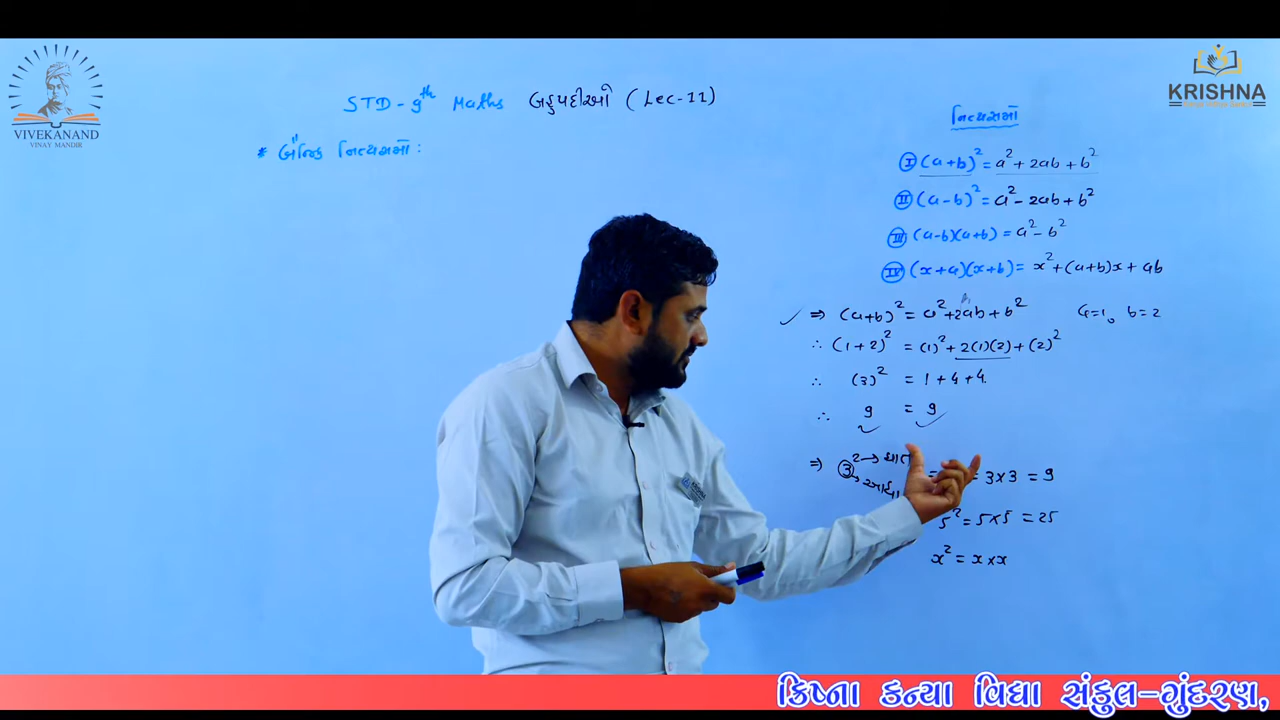 VIVEKANAND
VINAY MANDIR
KRISHNA
STD - 9th Maths બહુપદીઓ (Lec-11)
* બૈજિક નિત્યસમો :
નિત્યસમો
I (a+b)² = a² + 2ab + b²
II (a-b)² = a² - 2ab + b²
III (a-b)(a+b) = a² - b²
IV (x+a)(x+b) = x² + (a+b)x + ab
⇒ (a+b)² = a² + 2ab + b² a=1, b=2
∴ (1+2)² = (1)² + 2(1)(2) + (2)²
∴ (3)² = 1 + 4 + 4.
∴ 9 = 9
⇒ 3² → ઘાત
= 3×3 = 9
5² = 5×5 = 25
x² = x × x
ક્રિષ્ના કન્યા વિદ્યા સંકુલ-ગુંદરણ,